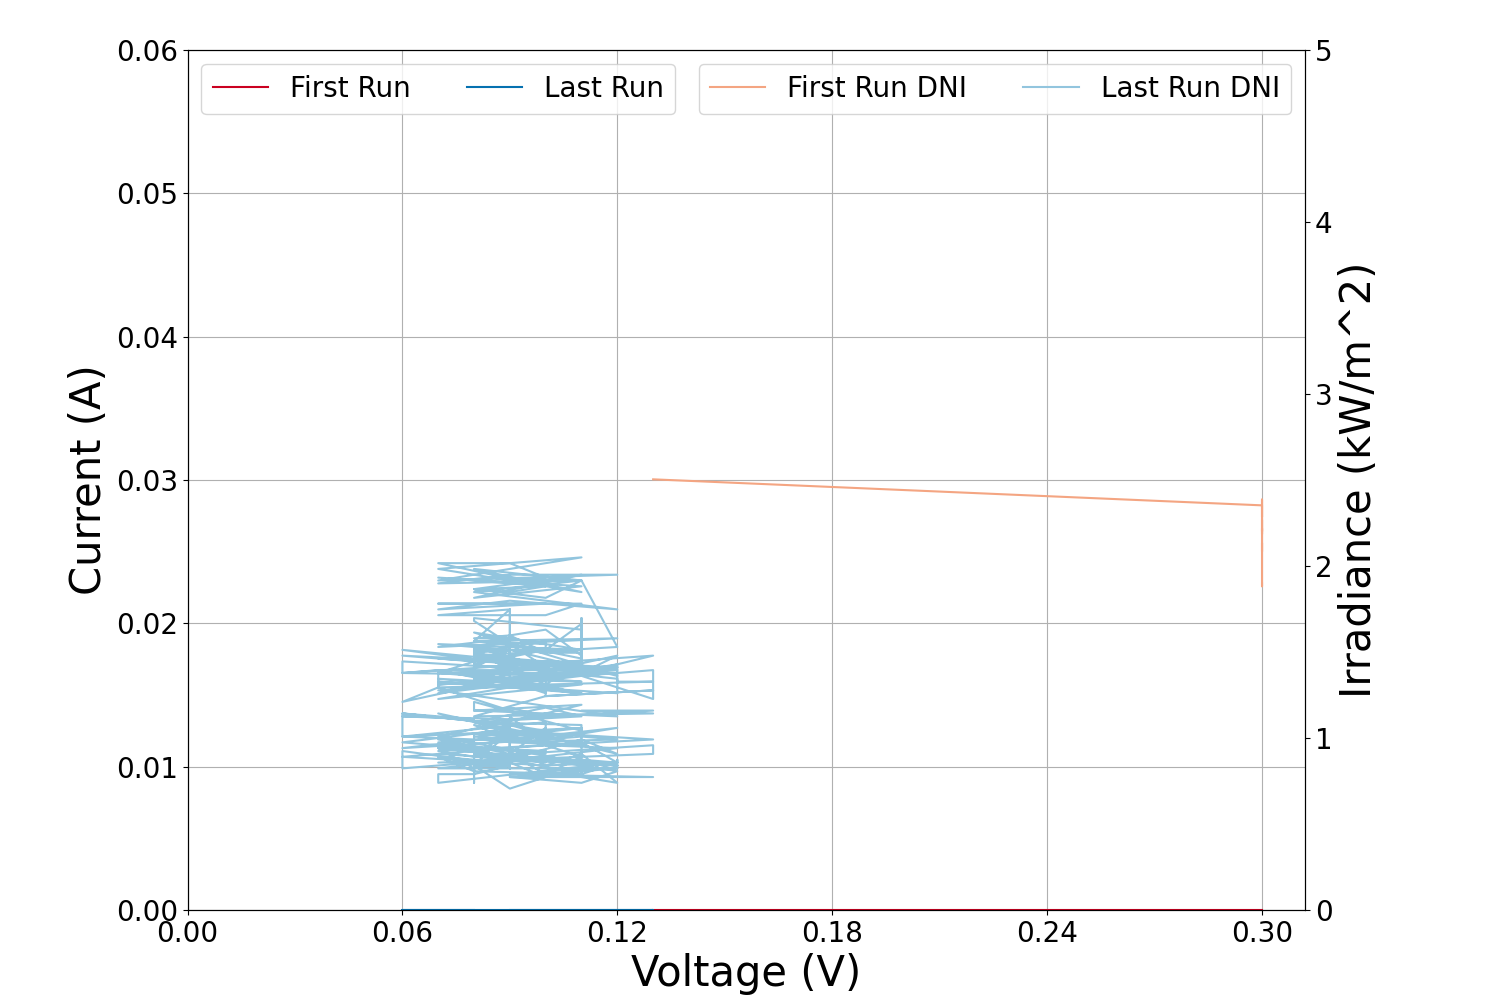 First Run
Last Run
First Run DNI
Last Run DNI
0.06
0.05
0.04
0.03
0.02
0.01
0.00
Current (A)
5
4
3
2
1
0
Irradiance (kW/m^2)
0.00 0.06 0.12 0.18 0.24 0.30
Voltage (V)